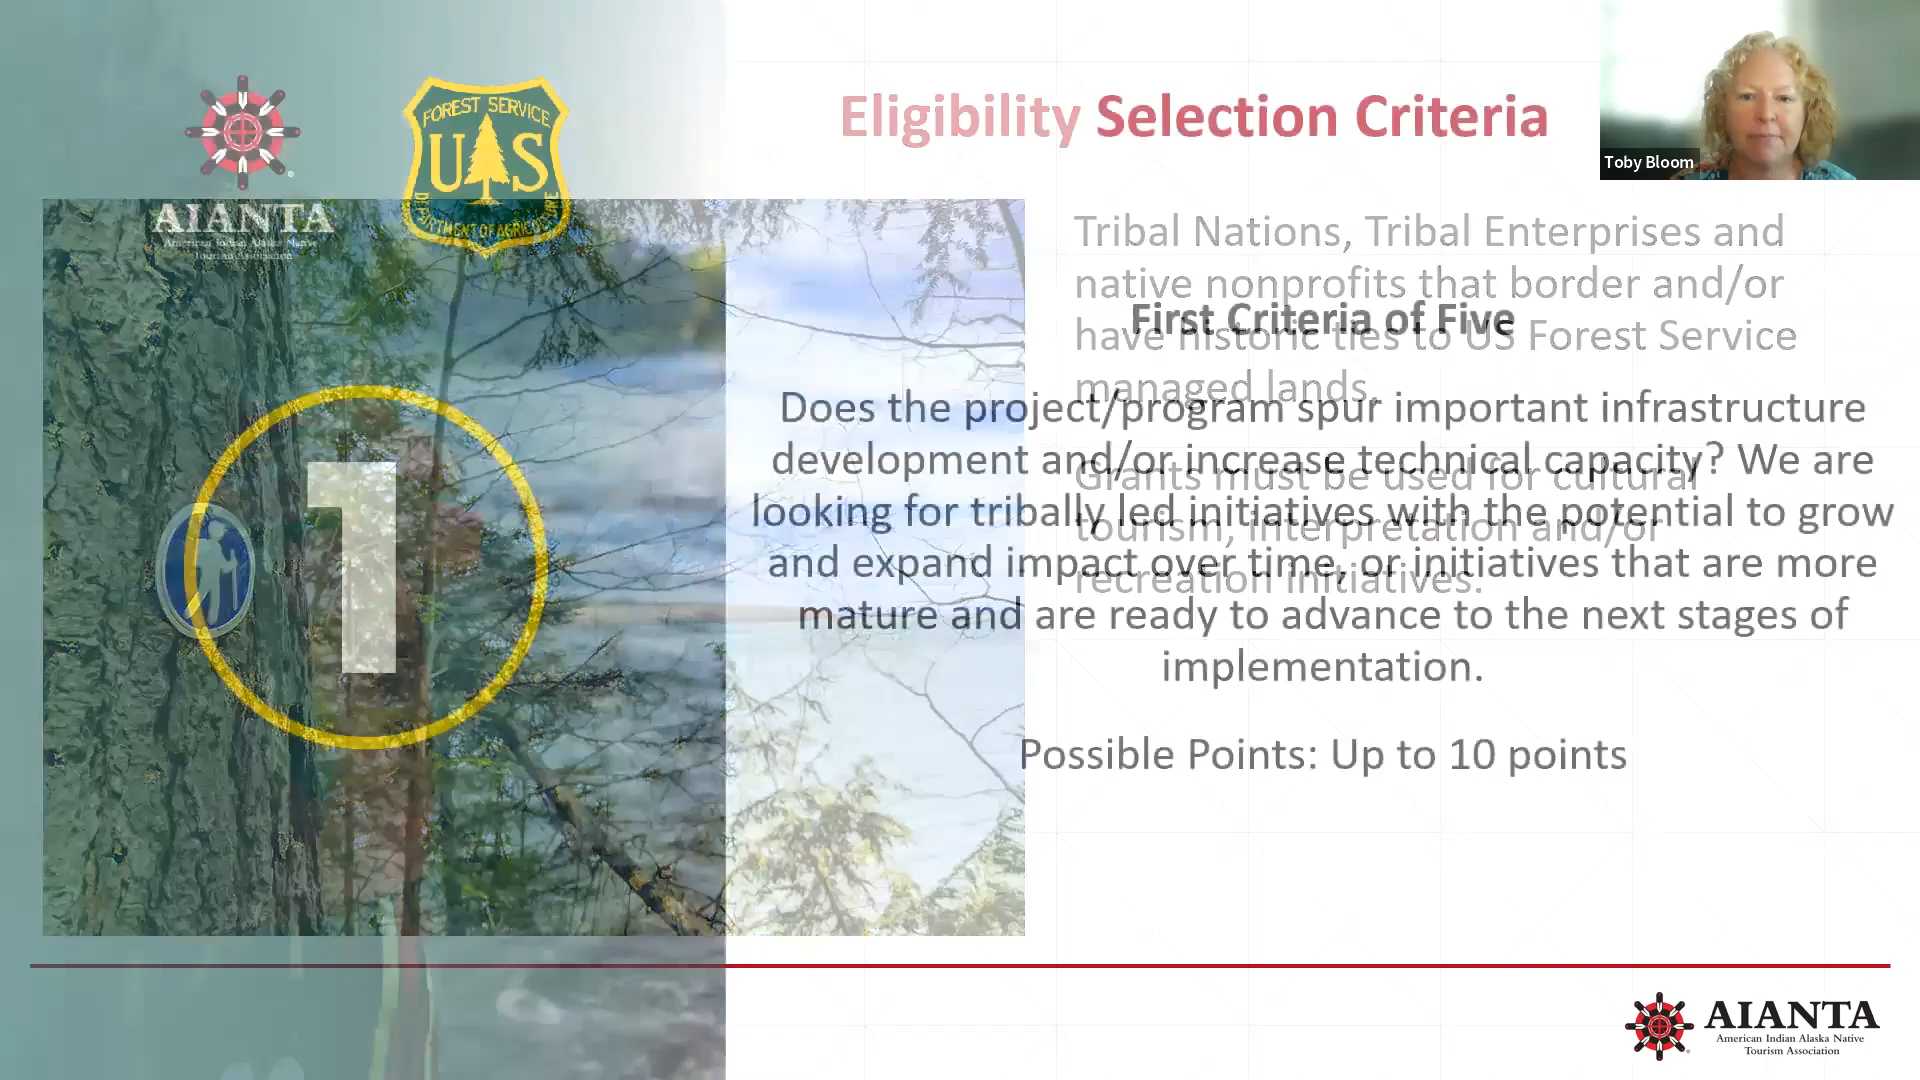 FOREST SERVICE
U S
DEPARTMENT OF AGRICULTURE
AIANTA
American Indian Alaska Native
Tourism Association
Eligibility Selection Criteria
Toby Bloom
Tribal Nations, Tribal Enterprises and
native nonprofits that border and/or
have historic ties to US Forest Service
managed lands.
Grants must be used for cultural
tourism, interpretation and/or
recreation initiatives.
1
First Criteria of Five
Does the project/program spur important infrastructure
development and/or increase technical capacity? We are
looking for tribally led initiatives with the potential to grow
and expand impact over time, or initiatives that are more
mature and are ready to advance to the next stages of
implementation.
Possible Points: Up to 10 points
AIANTA
American Indian Alaska Native
Tourism Association